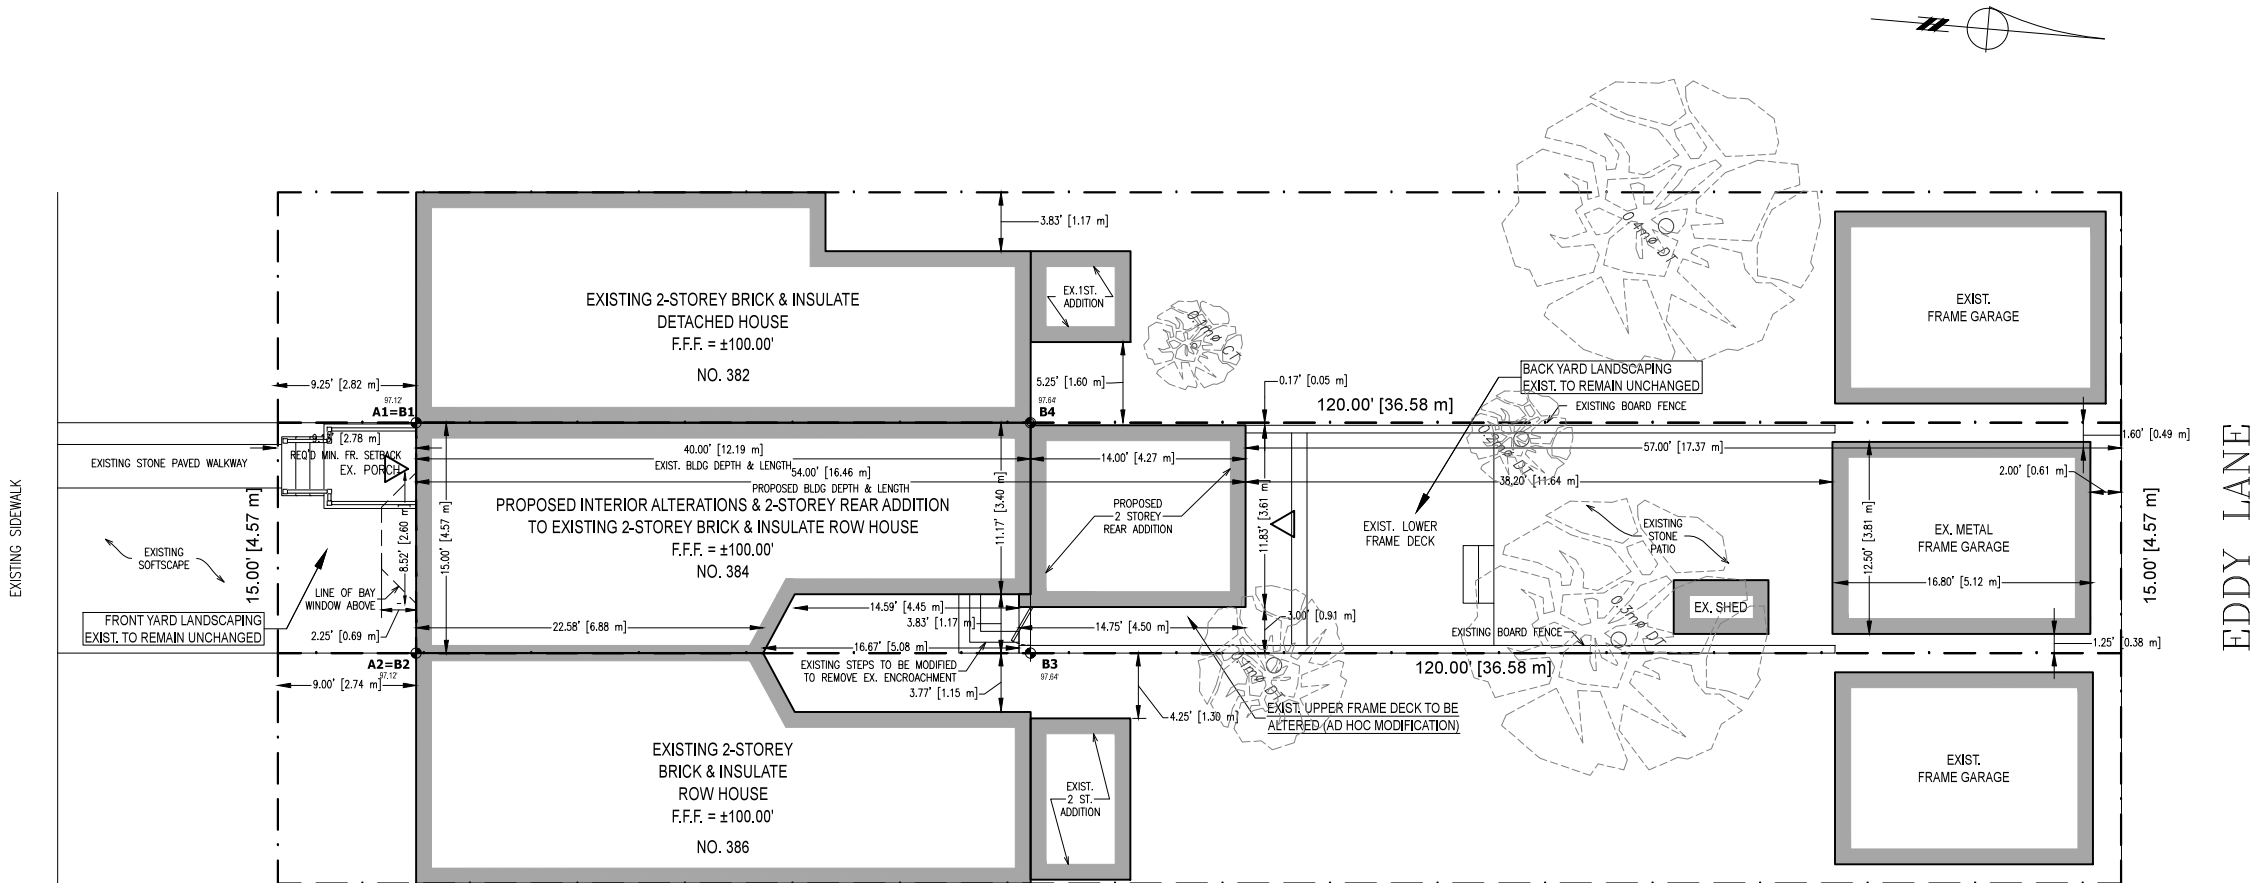 3.83' [1.17 m]
EXISTING 2-STOREY BRICK & INSULATE
DETACHED HOUSE
F.F.F. = ±100.00'
NO. 382
EX.1ST.
ADDITION
EXIST.
FRAME GARAGE
0.4mø DT
9.25' [2.82 m]
5.25' [1.60 m]
0.17' [0.05 m]
BACK YARD LANDSCAPING
EXIST. TO REMAIN UNCHANGED
120.00' [36.58 m]
EXISTING BOARD FENCE
97.12'
A1=B1
97.64'
B4
[2.78 m]
REQ'D MIN. FR. SETBACK
EX. PORCH
EXISTING STONE PAVED WALKWAY
40.00' [12.19 m]
EXIST. BLDG DEPTH & LENGTH
54.00' [16.46 m]
PROPOSED BLDG DEPTH & LENGTH
14.00' [4.27 m]
57.00' [17.37 m]
38.20' [11.64 m]
1.60' [0.49 m]
2.00' [0.61 m]
EXISTING SIDEWALK
15.00' [4.57 m]
8.52' [2.60 m]
15.00' [4.57 m]
PROPOSED INTERIOR ALTERATIONS & 2-STOREY REAR ADDITION
TO EXISTING 2-STOREY BRICK & INSULATE ROW HOUSE
F.F.F. = ±100.00'
NO. 384
11.17' [3.40 m]
PROPOSED
2 STOREY
REAR ADDITION
11.83' [3.61 m]
EXIST. LOWER
FRAME DECK
EXISTING
STONE
PATIO
12.50' [3.81 m]
EX. METAL
FRAME GARAGE
16.80' [5.12 m]
15.00' [4.57 m]
EDDY LANE
EXISTING
SOFTSCAPE
LINE OF BAY
WINDOW ABOVE
FRONT YARD LANDSCAPING
EXIST. TO REMAIN UNCHANGED
2.25' [0.69 m]
22.58' [6.88 m]
14.59' [4.45 m]
3.83' [1.17 m]
14.75' [4.50 m]
3.00' [0.91 m]
EX. SHED
0.3mø DT
EXISTING BOARD FENCE
1.25' [0.38 m]
16.67' [5.08 m]
A2=B2
97.12'
EXISTING STEPS TO BE MODIFIED
TO REMOVE EX. ENCROACHMENT
B3
97.64'
120.00' [36.58 m]
9.00' [2.74 m]
3.77' [1.15 m]
4.25' [1.30 m]
EXIST. UPPER FRAME DECK TO BE
ALTERED (AD HOC MODIFICATION)
EXISTING 2-STOREY
BRICK & INSULATE
ROW HOUSE
F.F.F. = ±100.00'
NO. 386
EXIST.
2 ST.
ADDITION
EXIST.
FRAME GARAGE